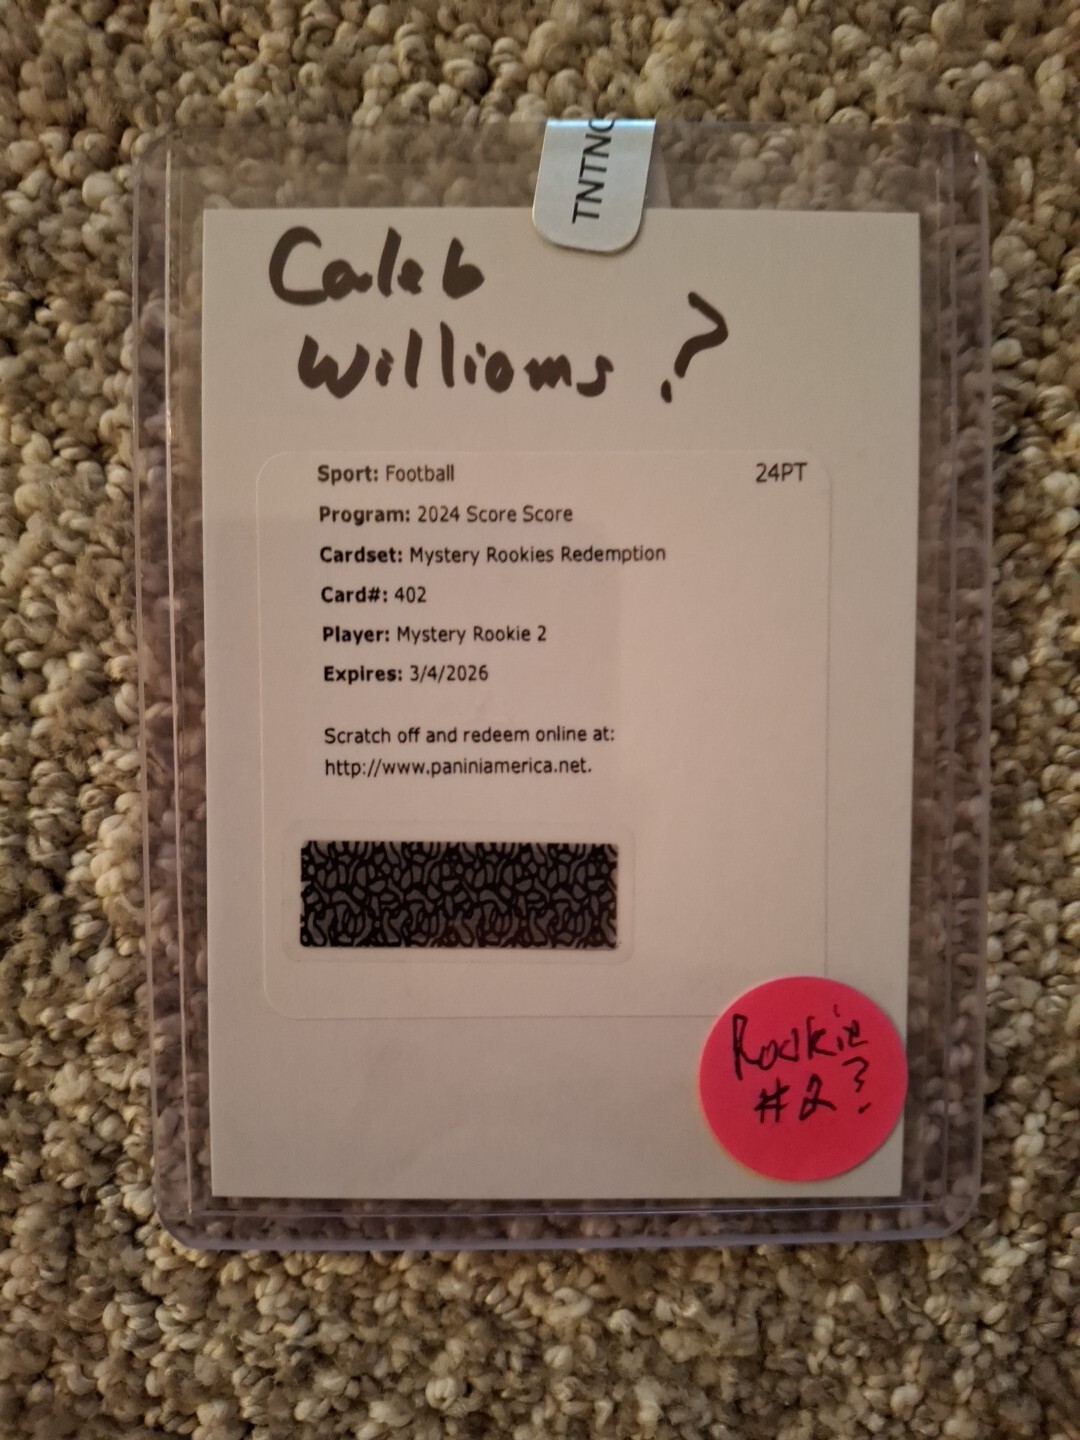 TNTNC
Caleb
Williams ?
Sport: Football 24PT
Program: 2024 Score Score
Cardset: Mystery Rookies Redemption
Card#: 402
Player: Mystery Rookie 2
Expires: 3/4/2026
Scratch off and redeem online at:
http://www.paniniamerica.net.
Rookie
#2?